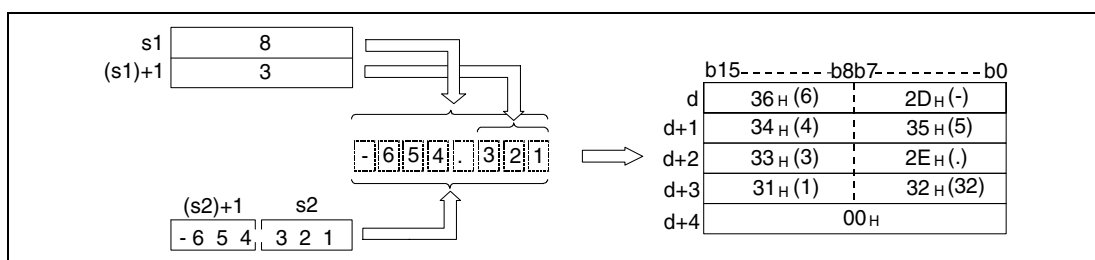 s1 8
(s1)+1 3
- 6 5 4 . 3 2 1
(s2)+1 s2
- 6 5 4 3 2 1
b15 b8b7 b0
d 36H(6) 2DH(-)
d+1 34H(4) 35H(5)
d+2 33H(3) 2EH(.)
d+3 31H(1) 32H(32)
d+4 00H